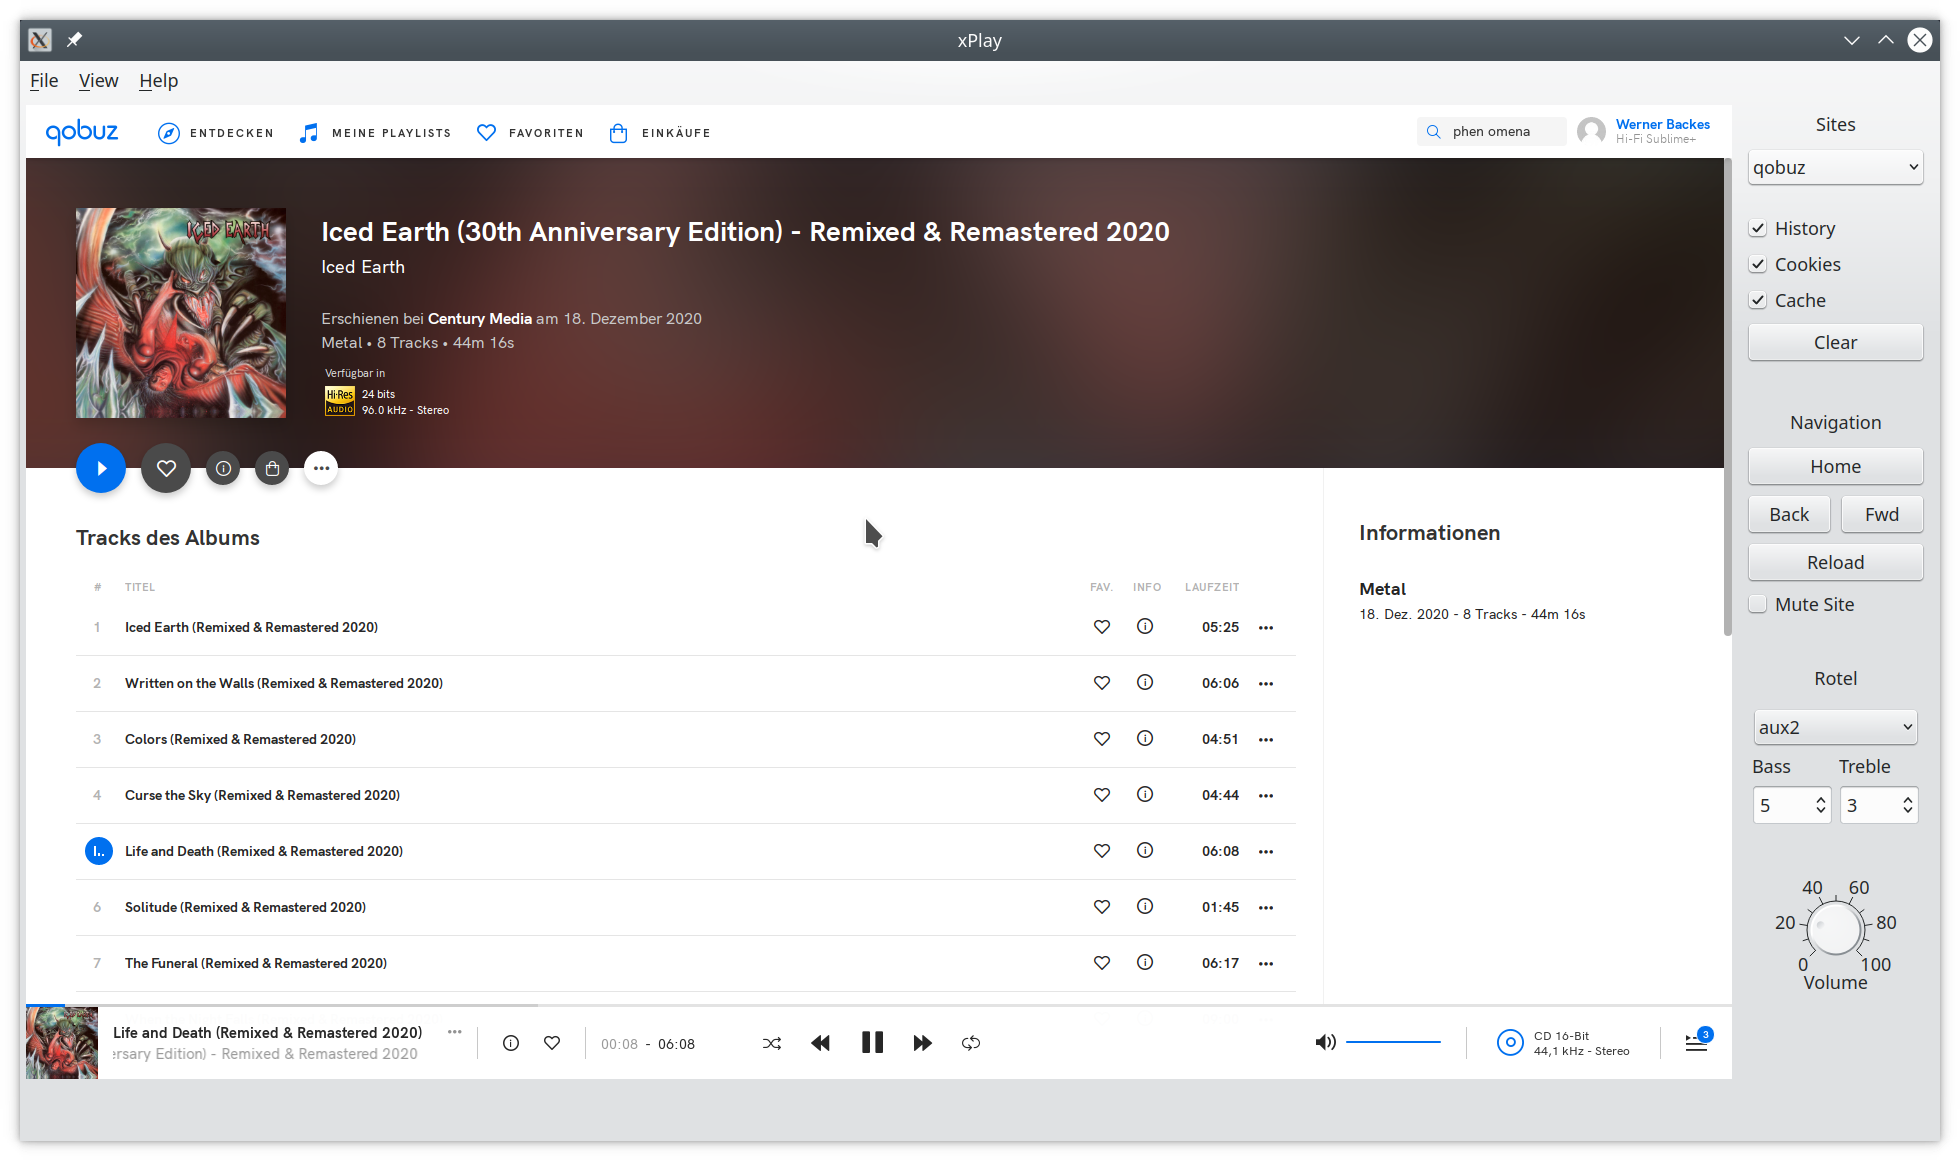 xPlay
File View Help
qobuz ENTDECKEN MEINE PLAYLISTS FAVORITEN EINKÄUFE phen omena Werner Backes
Hi-Fi Sublime+
ICED EARTH
Iced Earth (30th Anniversary Edition) - Remixed & Remastered 2020
Iced Earth
Erschienen bei Century Media am 18. Dezember 2020
Metal • 8 Tracks • 44m 16s
Verfügbar in
Hi-Res AUDIO
24 bits
96.0 kHz - Stereo
Tracks des Albums
# TITEL FAV. INFO LAUFZEIT
1 Iced Earth (Remixed & Remastered 2020) 05:25
2 Written on the Walls (Remixed & Remastered 2020) 06:06
3 Colors (Remixed & Remastered 2020) 04:51
4 Curse the Sky (Remixed & Remastered 2020) 04:44
Life and Death (Remixed & Remastered 2020) 06:08
6 Solitude (Remixed & Remastered 2020) 01:45
7 The Funeral (Remixed & Remastered 2020) 06:17
Informationen
Metal
18. Dez. 2020 - 8 Tracks - 44m 16s
Life and Death (Remixed & Remastered 2020)
ersary Edition) - Remixed & Remastered 2020
00:08 - 06:08
CD 16-Bit
44,1 kHz - Stereo
3
Sites
qobuz
History
Cookies
Cache
Clear
Navigation
Home
Back Fwd
Reload
Mute Site
Rotel
aux2
Bass Treble
5 3
40 60
20 80
0 100
Volume